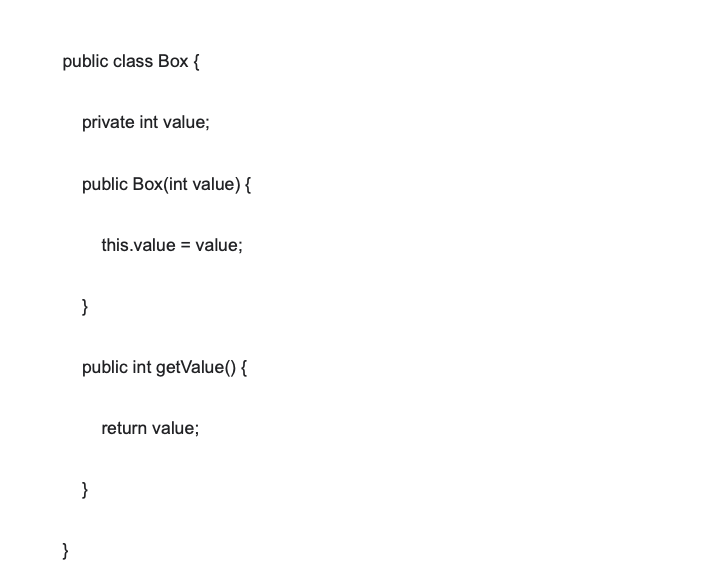 public class Box {
private int value;
public Box(int value) {
this.value = value;
}
public int getValue() {
return value;
}
}